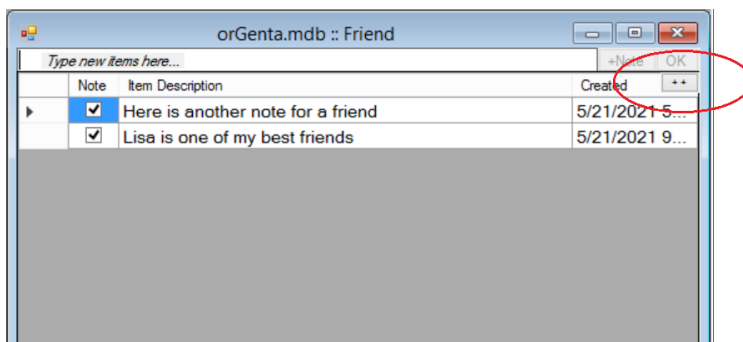 orGenta.mdb :: Friend
Type new items here... +Note OK
Note Item Description Created ++
Here is another note for a friend 5/21/2021 5...
Lisa is one of my best friends 5/21/2021 9...